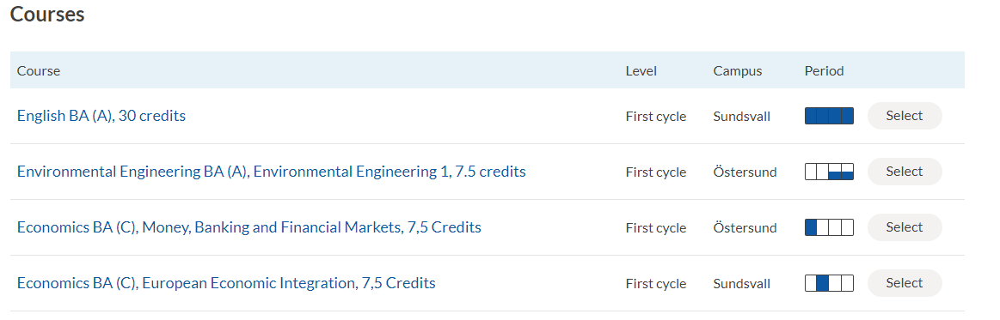 Courses
Course Level Campus Period
English BA (A), 30 credits First cycle Sundsvall Select
Environmental Engineering BA (A), Environmental Engineering 1, 7.5 credits First cycle Östersund Select
Economics BA (C), Money, Banking and Financial Markets, 7,5 Credits First cycle Östersund Select
Economics BA (C), European Economic Integration, 7,5 Credits First cycle Sundsvall Select